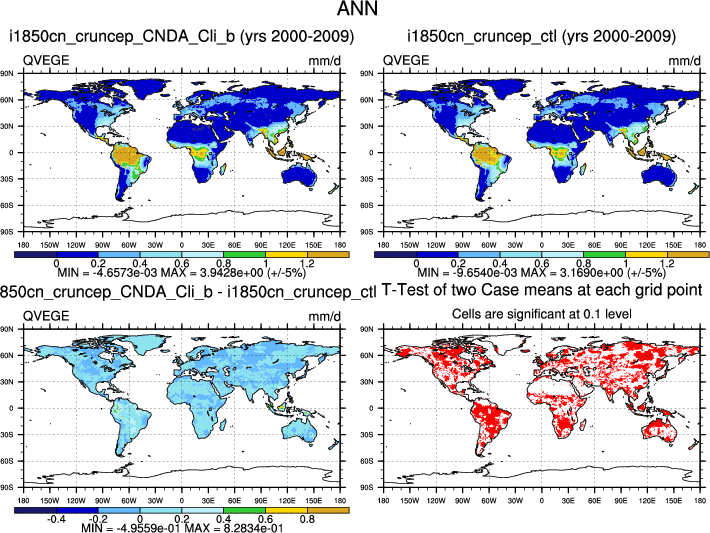 ANN
i1850cn_cruncep_CNDA_Cli_b (yrs 2000-2009)
QVEGE mm/d
90N
60N
30N
0
30S
60S
90S
180 150W 120W 90W 60W 30W 0 30E 60E 90E 120E 150E 180
0 0.2 0.4 0.6 0.8 1 1.2
MIN = -4.6573e-03 MAX = 3.9428e+00 (+/-5%)
i1850cn_cruncep_ctl (yrs 2000-2009)
QVEGE mm/d
90N
60N
30N
0
30S
60S
90S
180 150W 120W 90W 60W 30W 0 30E 60E 90E 120E 150E 180
0 0.2 0.4 0.6 0.8 1 1.2
MIN = -9.6540e-03 MAX = 3.1690e+00 (+/-5%)
850cn_cruncep_CNDA_Cli_b - i1850cn_cruncep_ctl
QVEGE mm/d
90N
60N
30N
0
30S
60S
90S
180 150W 120W 90W 60W 30W 0 30E 60E 90E 120E 150E 180
-0.4 -0.2 0 0.2 0.4 0.6 0.8
MIN = -4.9559e-01 MAX = 8.2834e-01
T-Test of two Case means at each grid point
Cells are significant at 0.1 level
90N
60N
30N
0
30S
60S
90S
180 150W 120W 90W 60W 30W 0 30E 60E 90E 120E 150E 180